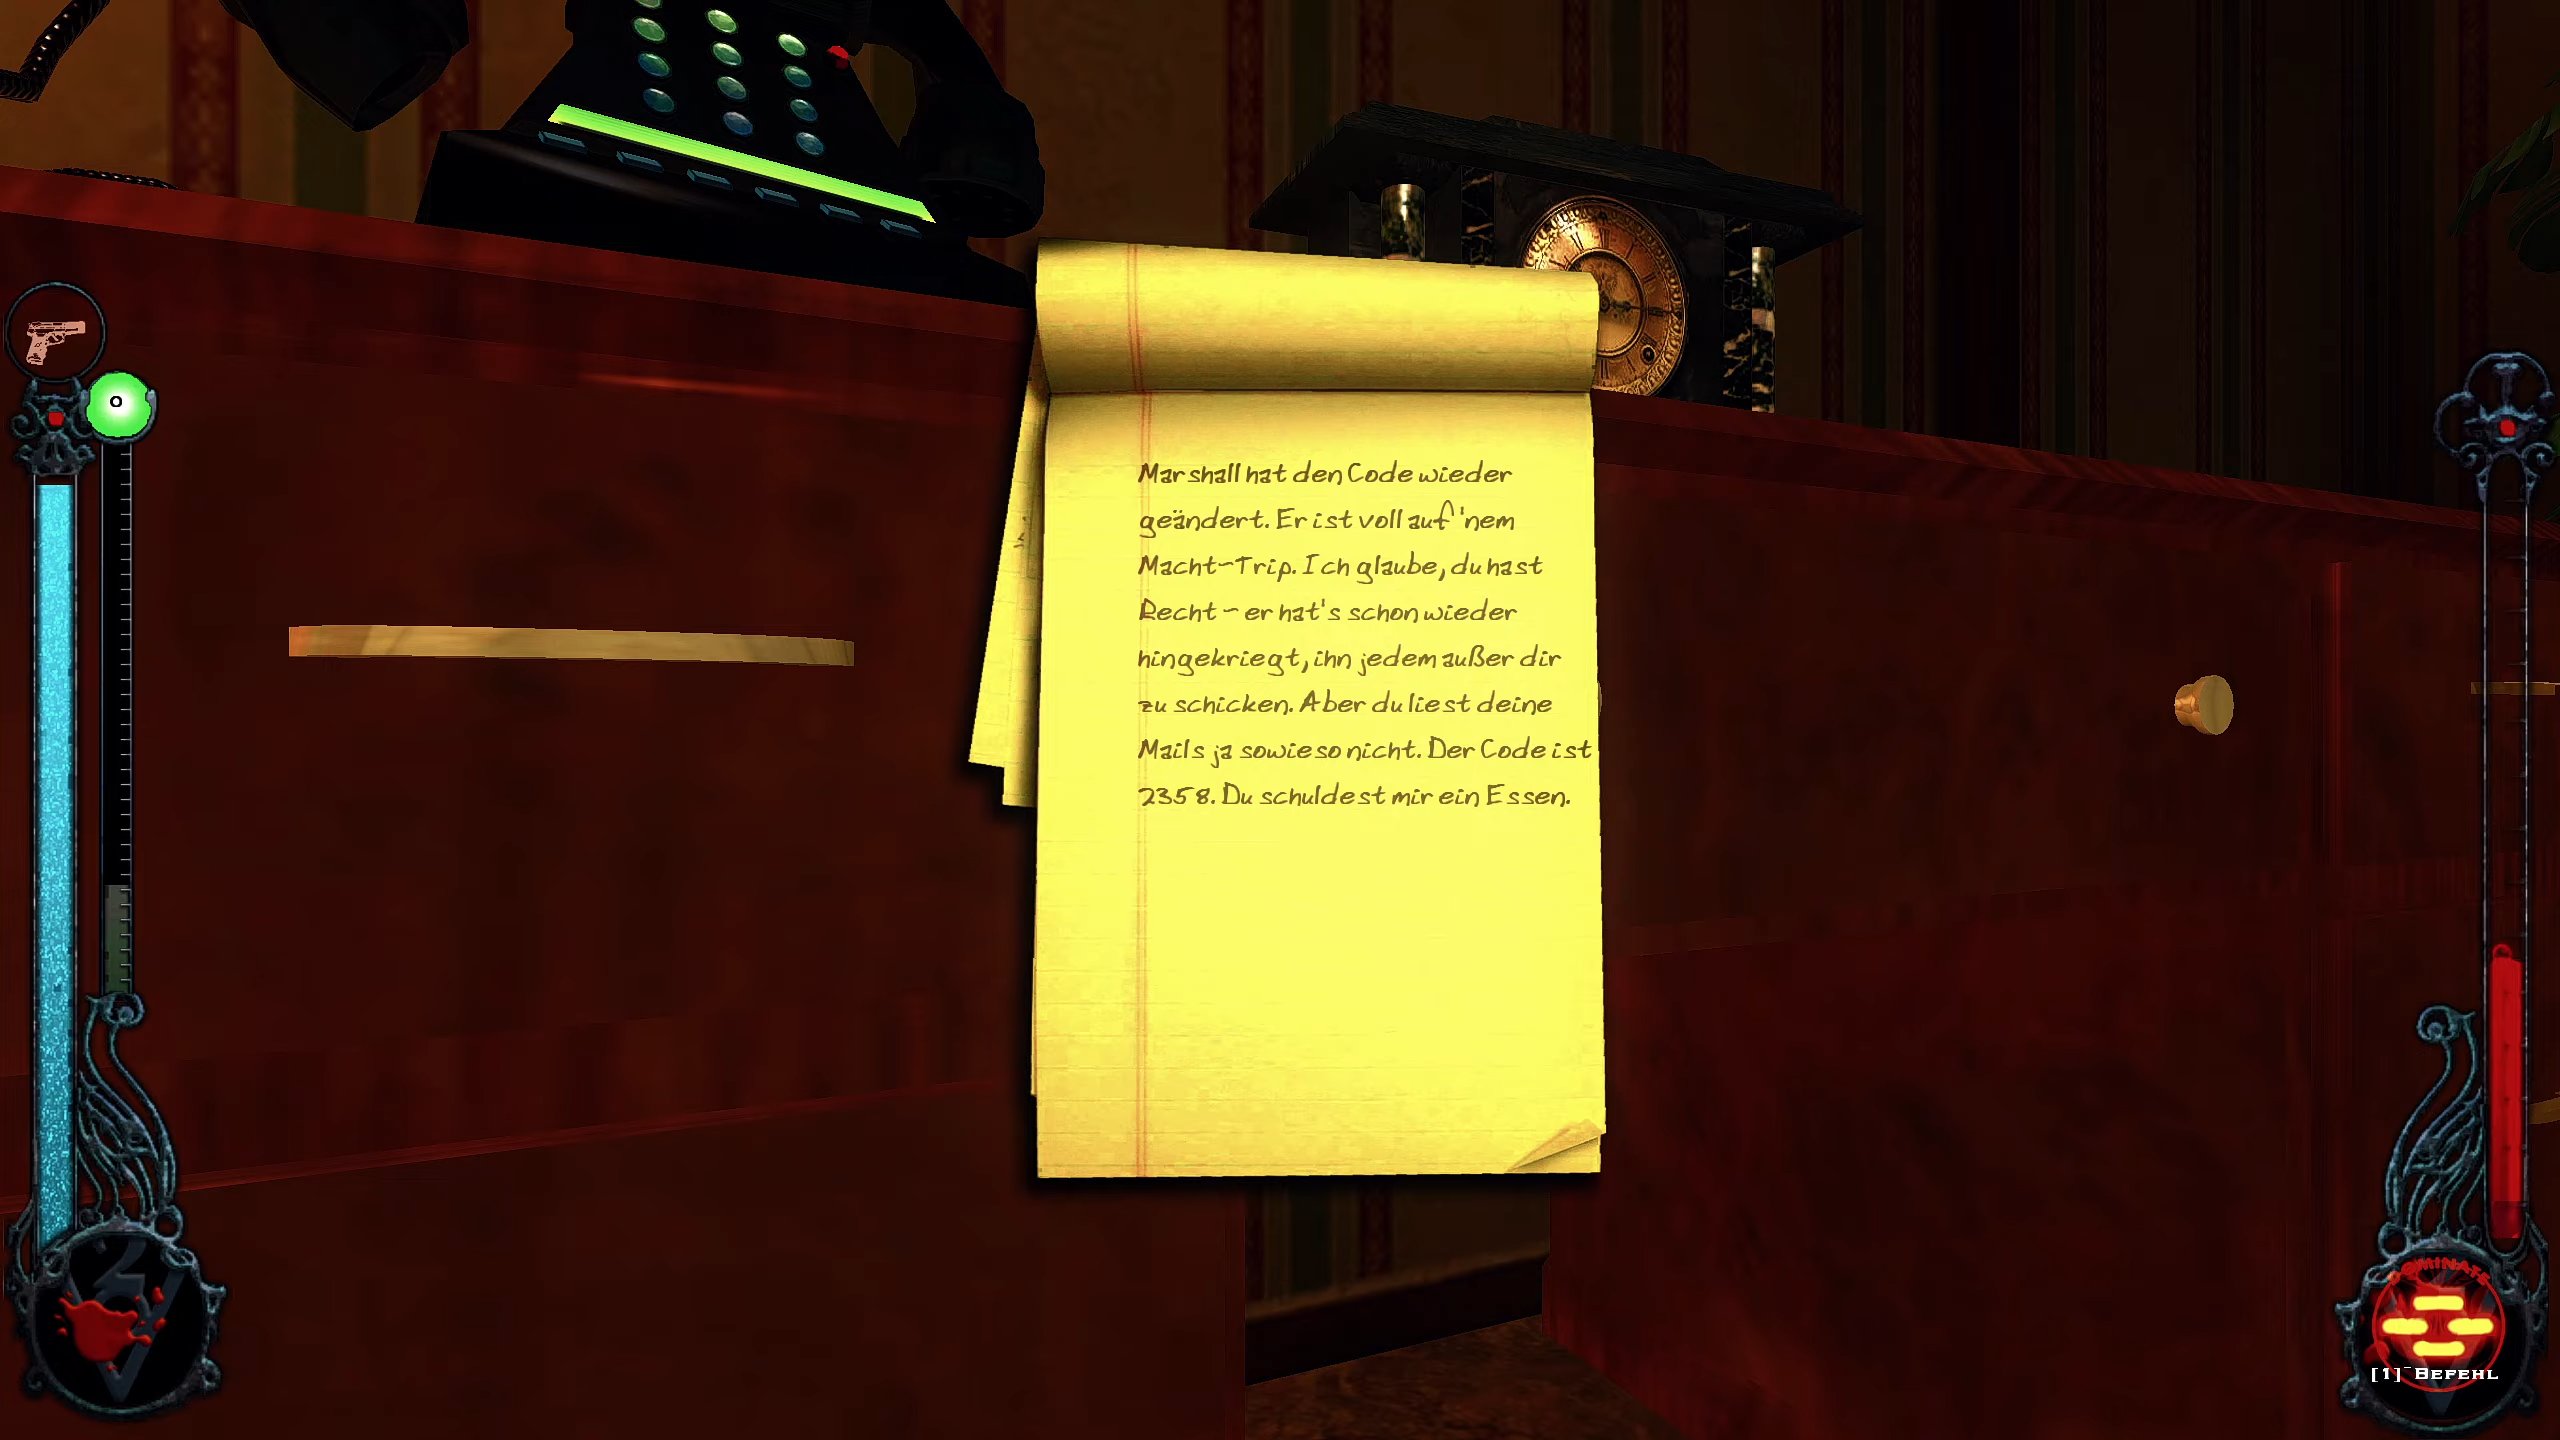 Marshall hat den Code wieder
geändert. Er ist voll auf 'nem
Macht-Trip. Ich glaube, du hast
Recht - er hat's schon wieder
hingekriegt, ihn jedem außer dir
zu schicken. Aber du liest deine
Mails ja sowieso nicht. Der Code ist
2358. Du schuldest mir ein Essen.
DOMINATE
[1] BEFEHL